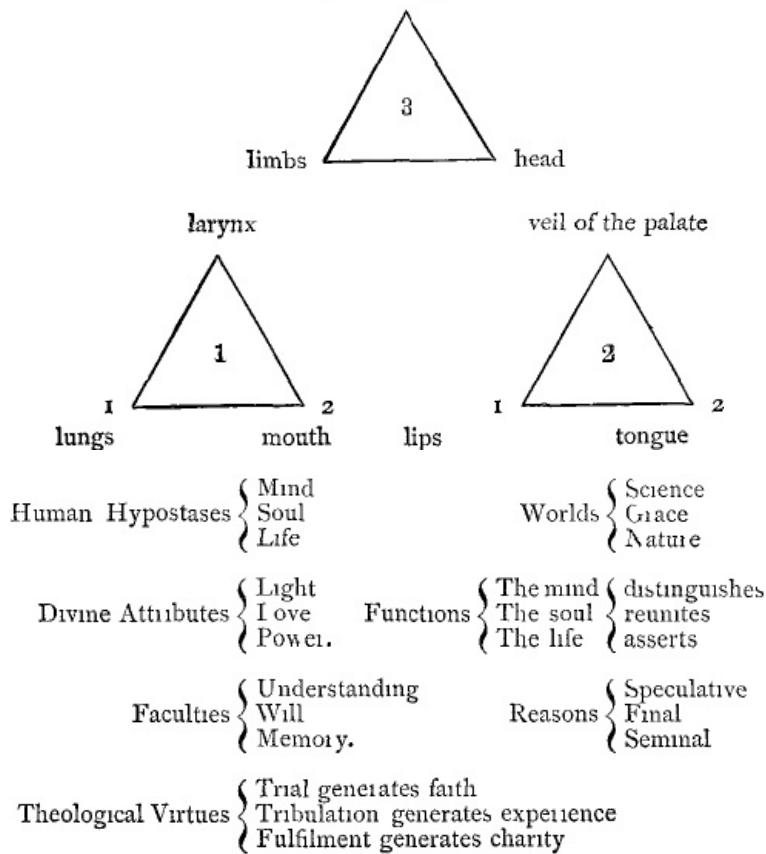 3
limbs head
larynx veil of the palate
1 2
1 2 1 2
lungs mouth lips tongue
Human Hypostases { Mind Worlds { Science
Soul Grace
Life Nature
Divine Attributes { Light Functions { The mind { distinguishes
Love The soul reunites
Power. The life asserts
Faculties { Understanding Reasons { Speculative
Will Final
Memory. Seminal
Theological Virtues { Trial generates faith
Tribulation generates experience
Fulfilment generates charity